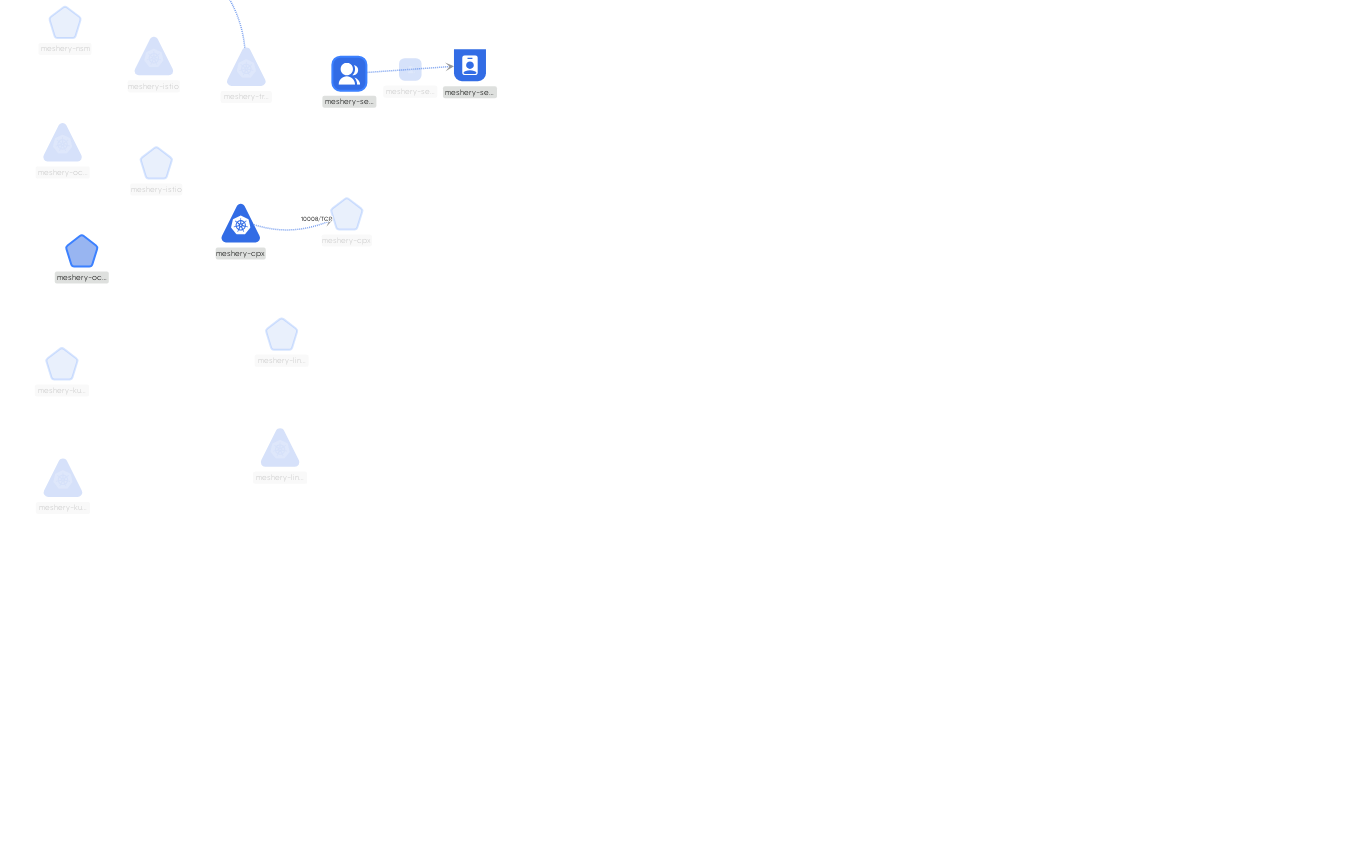 meshery-nsm
meshery-istio
meshery-tr...
meshery-se...
meshery-se...
meshery-se...
meshery-oc...
meshery-istio
10008/TCP
meshery-cpx
meshery-cpx
meshery-oc...
meshery-lin...
meshery-ku...
meshery-lin...
meshery-ku...